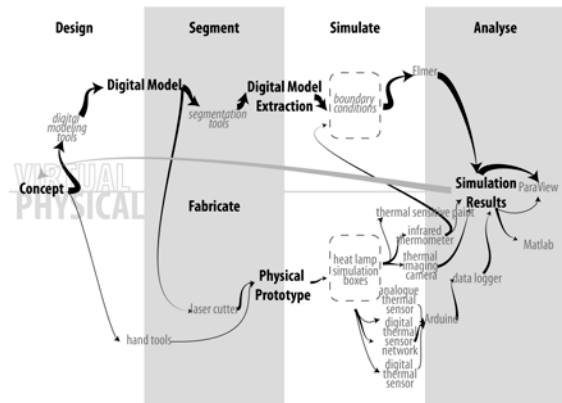 Design
Segment
Simulate
Analyse
Digital Model
segmentation
tools
Digital Model
Extraction
boundary
conditions
Elmer
digital
modeling
tools
VIRTUAL
Concept
PHYSICAL
Simulation
Results
ParaView
Matlab
Fabricate
thermal sensitive paint
infrared
thermometer
thermal
imaging
camera
data logger
heat lamp
simulation
boxes
Physical
Prototype
laser cutter
hand tools
analogue
thermal
sensor
digital
thermal
sensor
network
digital
thermal
sensor
Arduino